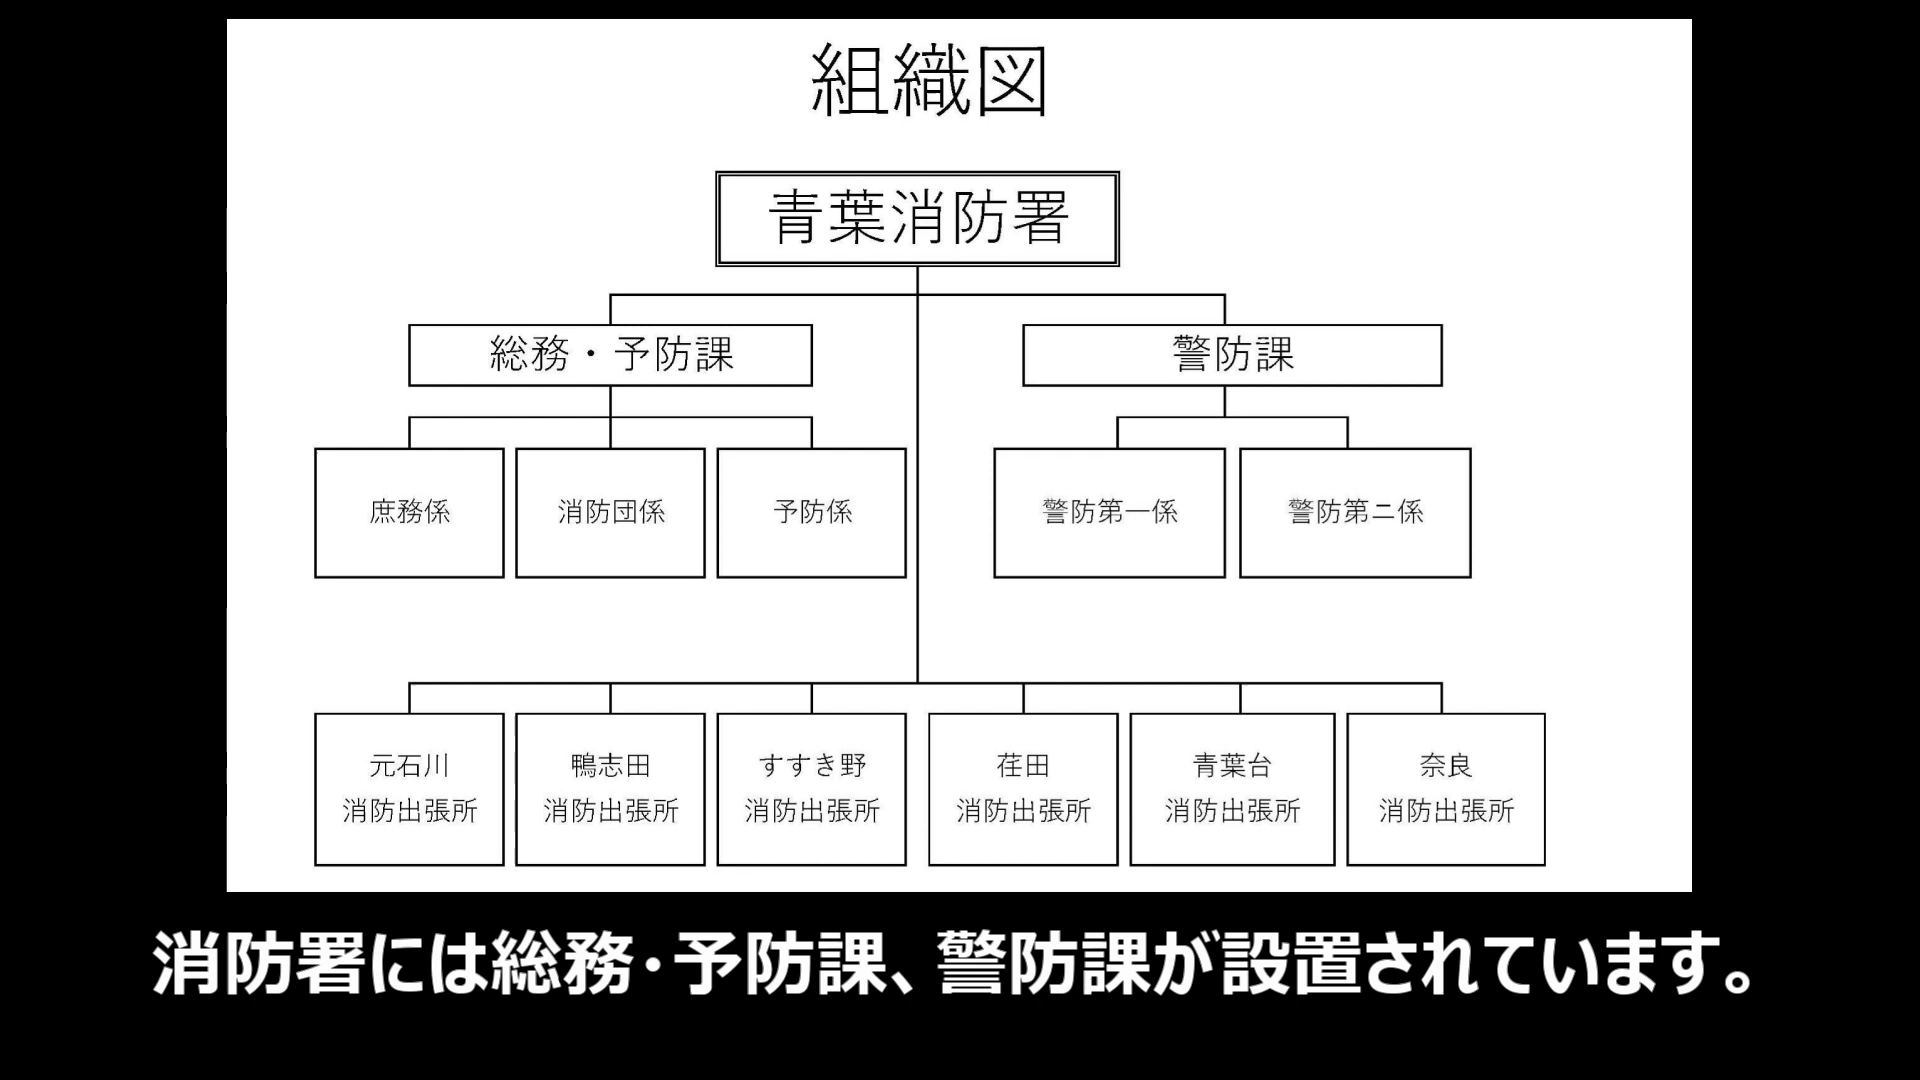 組織図
青葉消防署
総務・予防課
警防課
庶務係
消防団係
予防係
警防第一係
警防第二係
元石川
消防出張所
鴨志田
消防出張所
すすき野
消防出張所
荏田
消防出張所
青葉台
消防出張所
奈良
消防出張所
消防署には総務・予防課、警防課が設置されています。